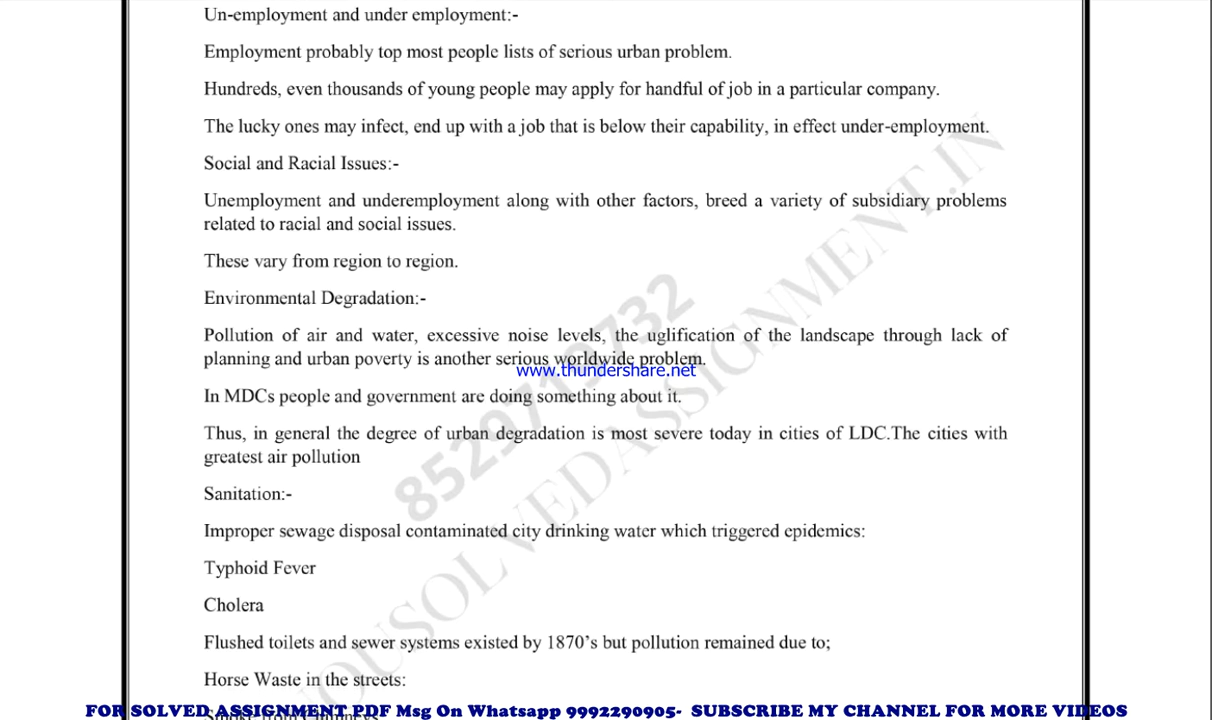 Un-employment and under employment:-
Employment probably top most people lists of serious urban problem.
Hundreds, even thousands of young people may apply for handful of job in a particular company.
The lucky ones may infect, end up with a job that is below their capability, in effect under-employment.
Social and Racial Issues:-
Unemployment and underemployment along with other factors, breed a variety of subsidiary problems
related to racial and social issues.
These vary from region to region.
Environmental Degradation:-
Pollution of air and water, excessive noise levels, the uglification of the landscape through lack of
planning and urban poverty is another serious worldwide problem.
www.thundershare.net
In MDCs people and government are doing something about it.
Thus, in general the degree of urban degradation is most severe today in cities of LDC.The cities with
greatest air pollution
Sanitation:-
Improper sewage disposal contaminated city drinking water which triggered epidemics:
Typhoid Fever
Cholera
Flushed toilets and sewer systems existed by 1870's but pollution remained due to;
Horse Waste in the streets:
FOR SOLVED ASSIGNMENT PDF Msg On Whatsapp 9992290905- SUBSCRIBE MY CHANNEL FOR MORE VIDEOS
8529719732
OUSOLVEDASSIGNMENT.IN